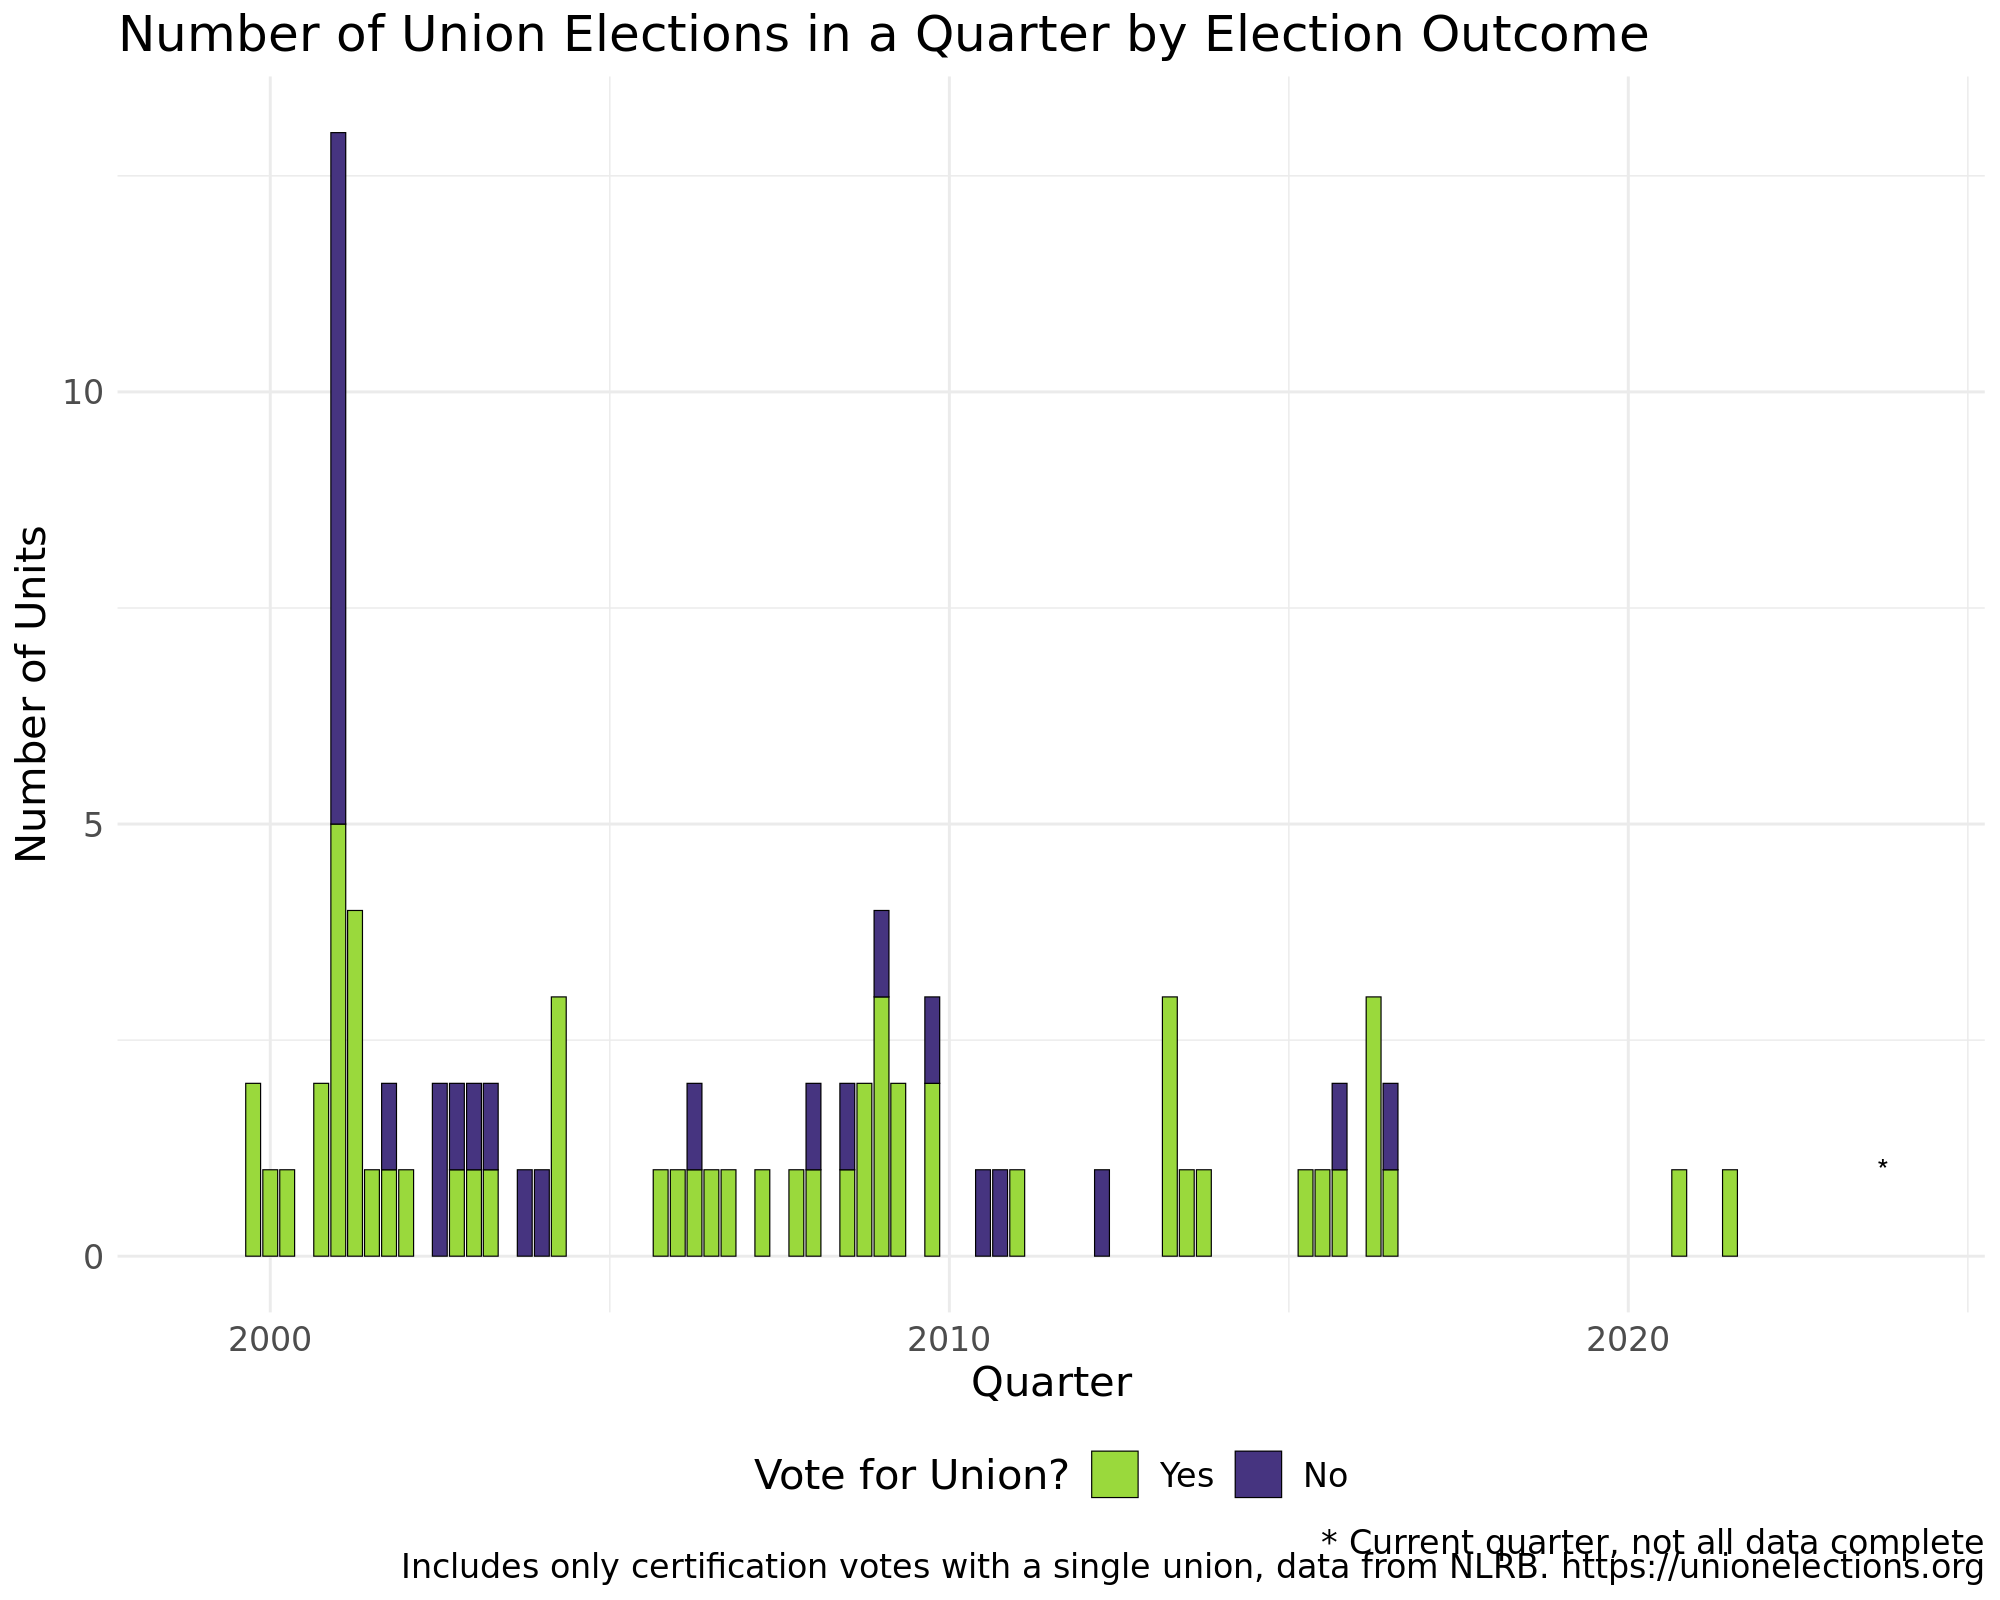 Number of Union Elections in a Quarter by Election Outcome
Number of Units
10
5
0
*
2000 2010 2020
Quarter
Vote for Union? Yes No
* Current quarter, not all data complete
Includes only certification votes with a single union, data from NLRB. https://unionelections.org